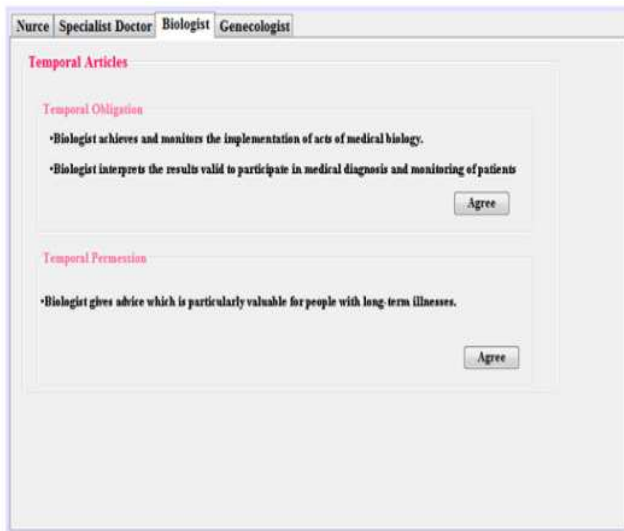 Nurce Specialist Doctor Biologist Genecologist
Temporal Articles
Temporal Obligation
•Biologist achieves and monitors the implementation of acts of medical biology.
•Biologist interprets the results valid to participate in medical diagnosis and monitoring of patients
Agree
Temporal Permession
•Biologist gives advice which is particularly valuable for people with long-term illnesses.
Agree